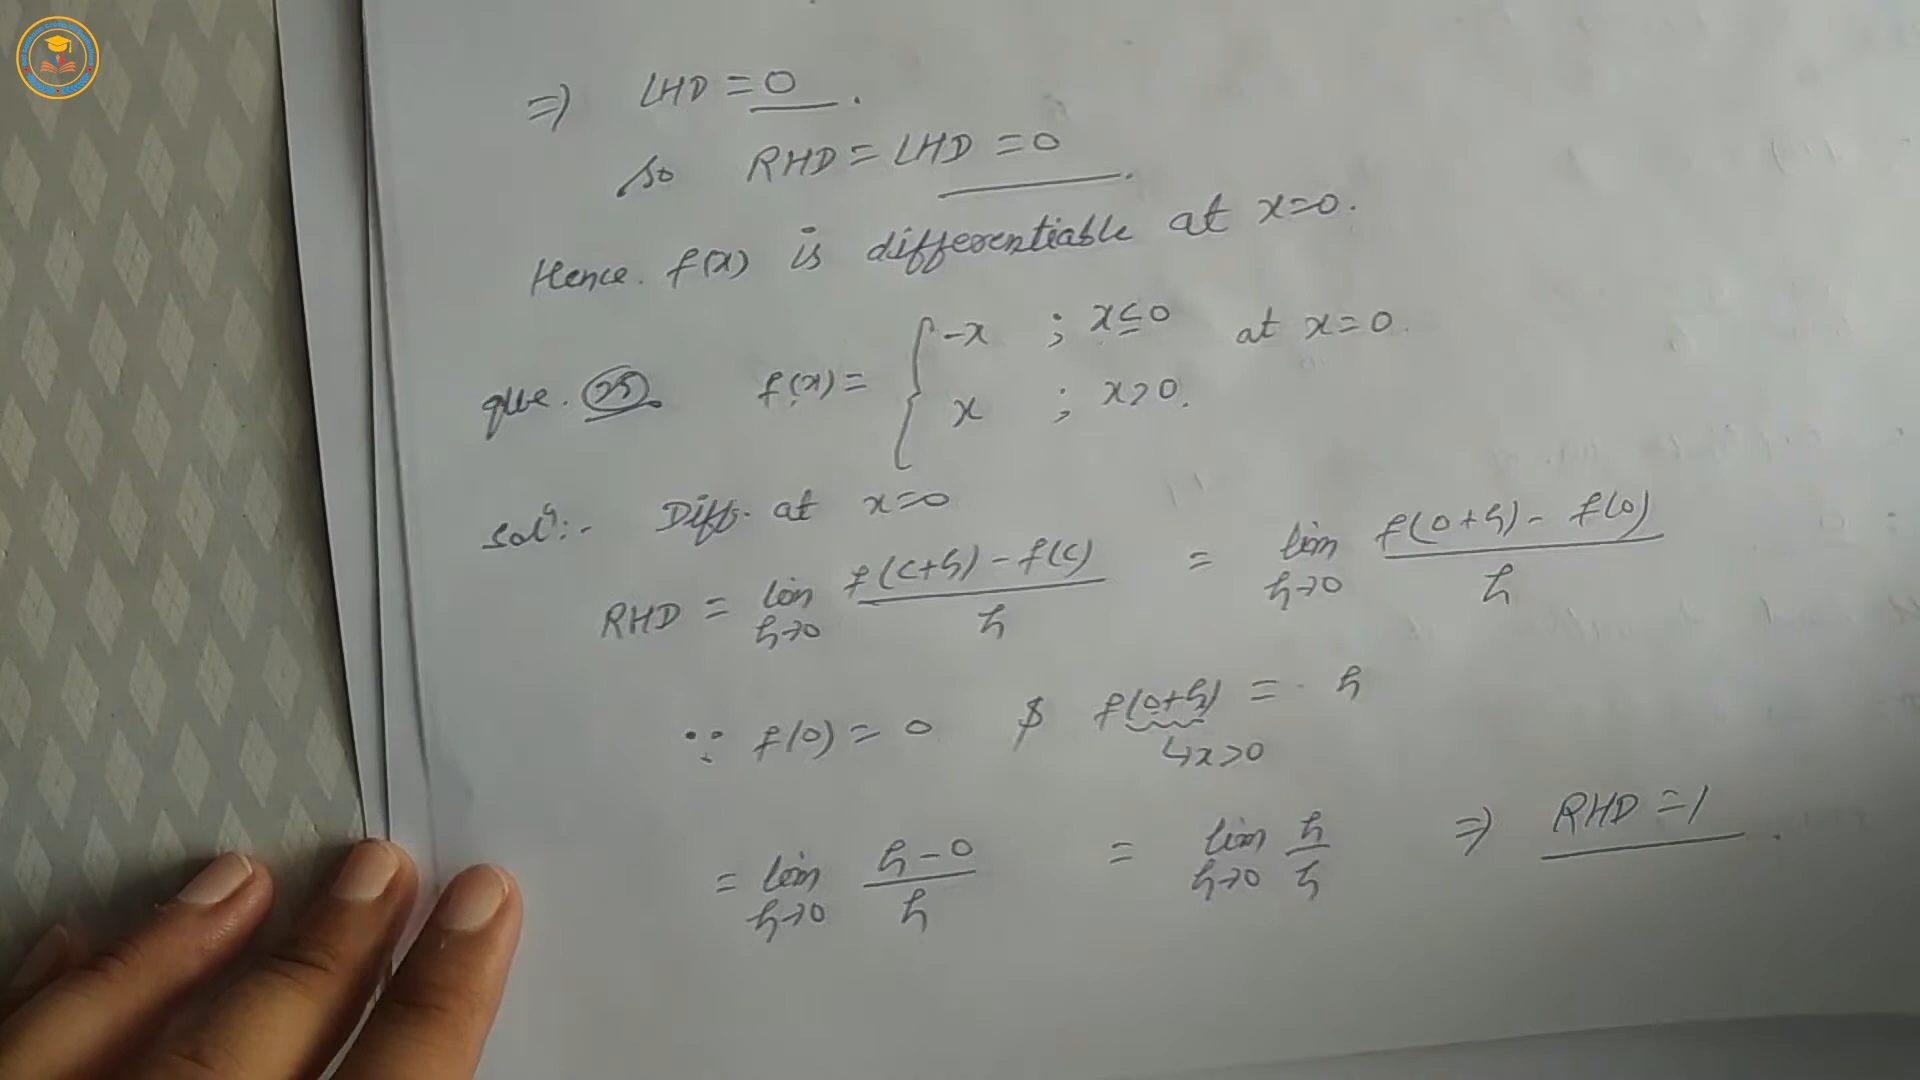 ⇒ LHD = 0.
so RHD = LHD = 0.
Hence. f(x) is differentiable at x=0.
que. 25. f(x) = { -x ; x≤0 at x=0.
x ; x>0.
Solⁿ:- Diff. at x=0
RHD = lim h→0 f(c+h) - f(c) / h = lim h→0 f(0+h) - f(0) / h
∵ f(0) = 0 & f(0+h) = h
↳ x>0
= lim h→0 h-0 / h = lim h→0 h / h ⇒ RHD = 1.